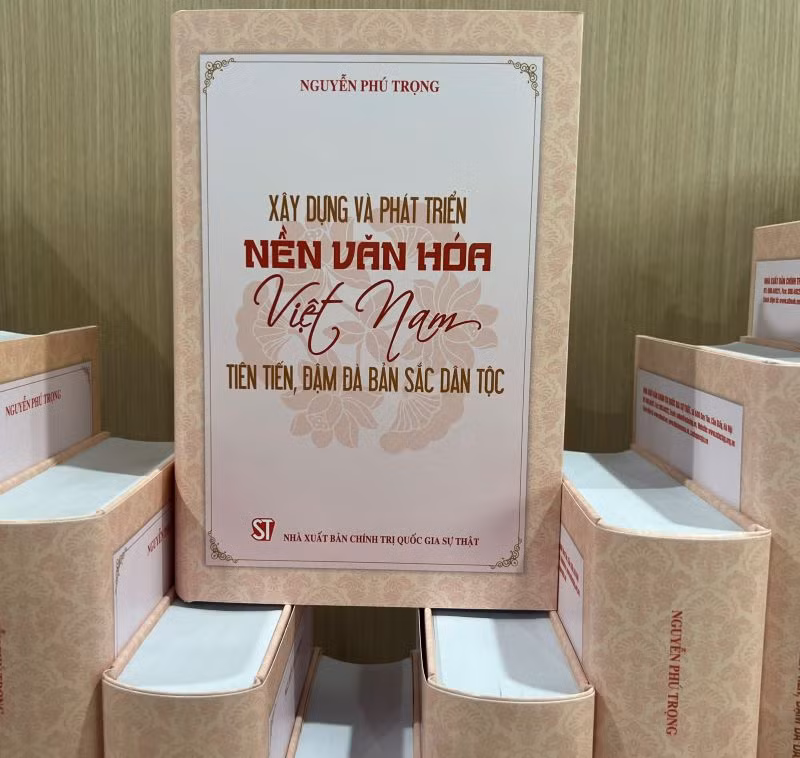 NGUYỄN PHÚ TRỌNG
XÂY DỰNG VÀ PHÁT TRIỂN
NỀN VĂN HÓA
Việt Nam
TIÊN TIẾN, ĐẬM ĐÀ BẢN SẮC DÂN TỘC
ST
NHÀ XUẤT BẢN CHÍNH TRỊ QUỐC GIA SỰ THẬT
NGUYỄN PHÚ TRỌNG
NGUYỄN PHÚ TRỌNG